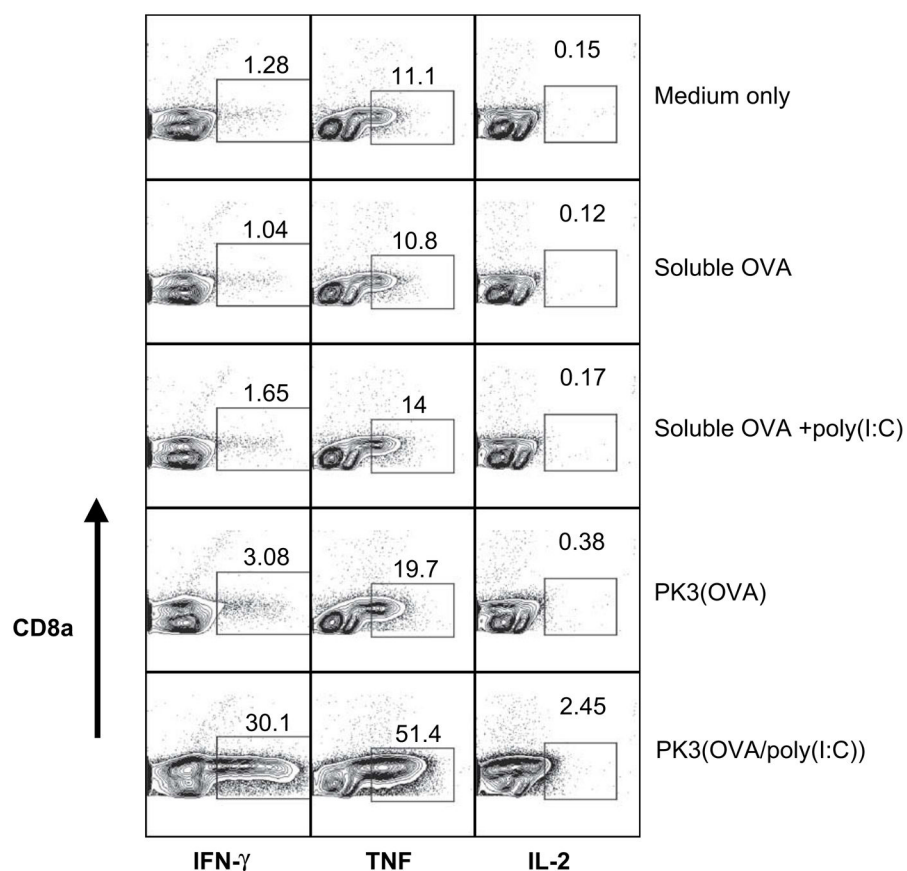 1.28 11.1 0.15 Medium only
1.04 10.8 0.12 Soluble OVA
1.65 14 0.17 Soluble OVA +poly(I:C)
3.08 19.7 0.38 PK3(OVA)
CD8a
30.1 51.4 2.45 PK3(OVA/poly(I:C))
IFN-γ TNF IL-2